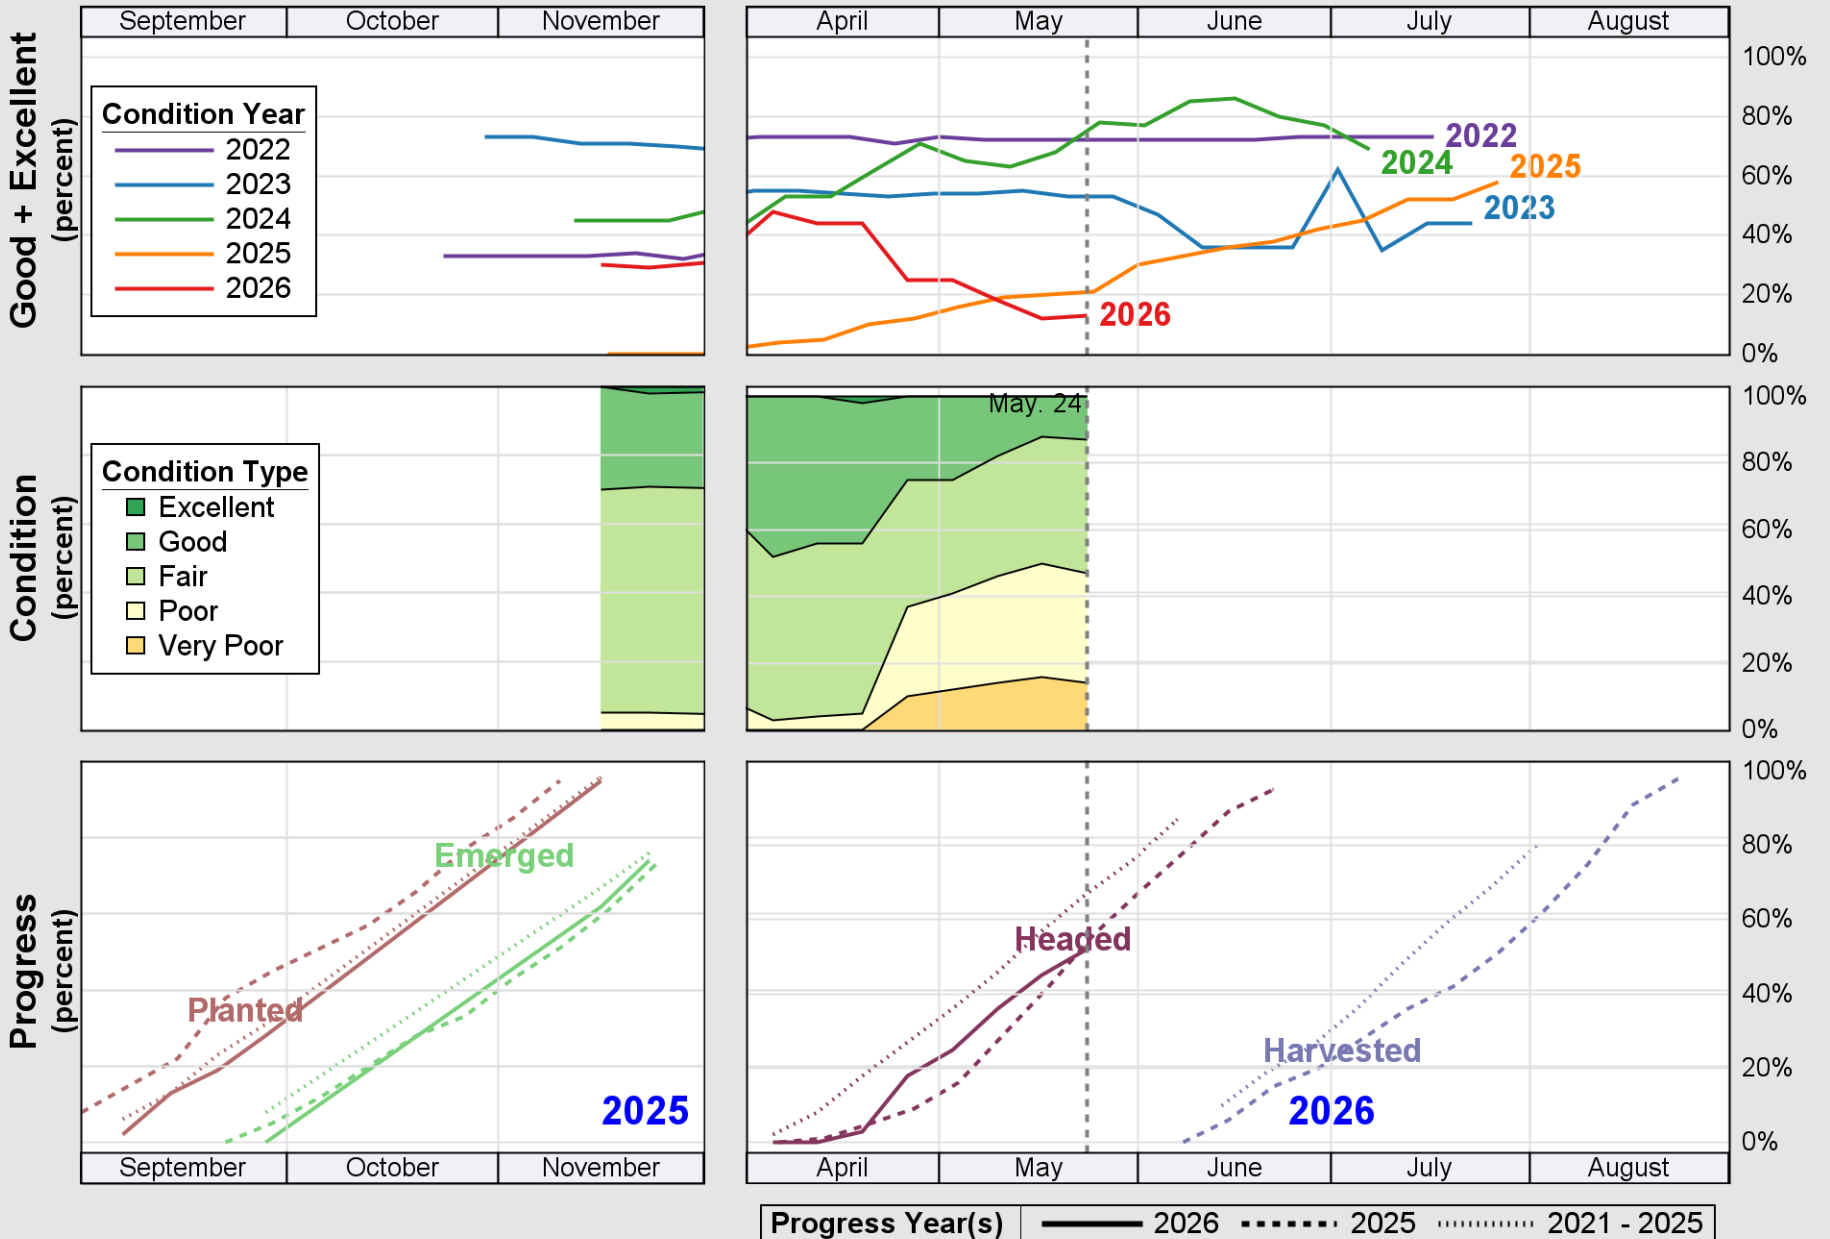 September October November April May June July August
Good + Excellent
(percent)
Condition Year
2022
2023
2024
2025
2026
100%
80%
60%
40%
20%
0%
2022
2024
2025
2023
2026
Condition
(percent)
Condition Type
Excellent
Good
Fair
Poor
Very Poor
May. 24
100%
80%
60%
40%
20%
0%
Progress
(percent)
Planted
Emerged
2025
Headed
Harvested
2026
100%
80%
60%
40%
20%
0%
September October November April May June July August
Progress Year(s) 2026 2025 2021 - 2025